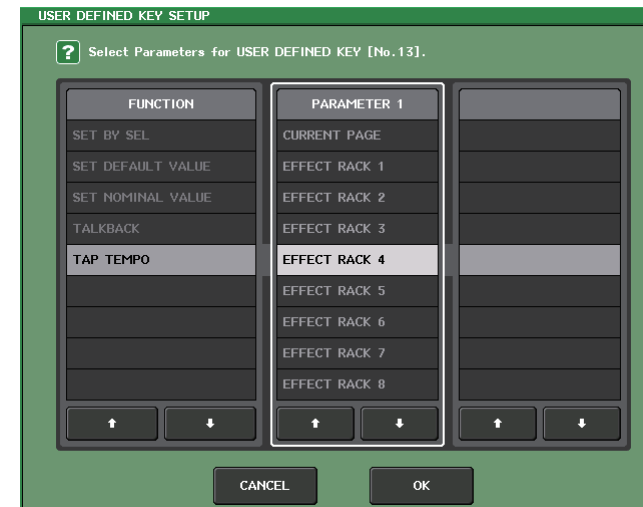 USER DEFINED KEY SETUP
? Select Parameters for USER DEFINED KEY [No.13].
FUNCTION
SET BY SEL
SET DEFAULT VALUE
SET NOMINAL VALUE
TALKBACK
TAP TEMPO
PARAMETER 1
CURRENT PAGE
EFFECT RACK 1
EFFECT RACK 2
EFFECT RACK 3
EFFECT RACK 4
EFFECT RACK 5
EFFECT RACK 6
EFFECT RACK 7
EFFECT RACK 8
CANCEL
OK